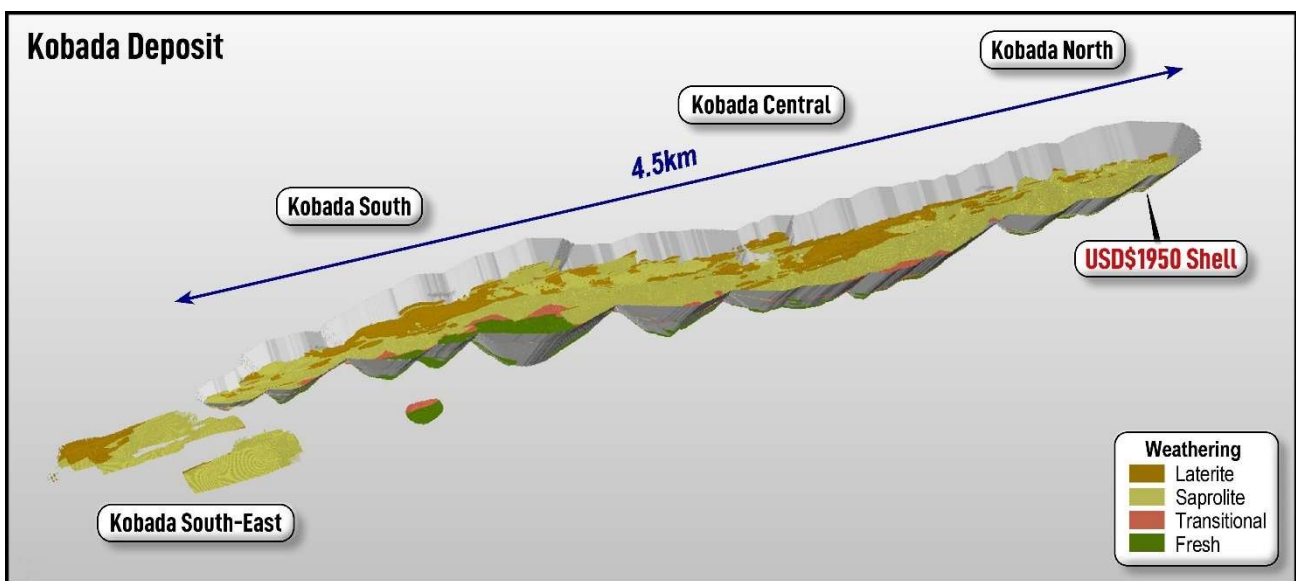 Kobada Deposit
Kobada North
Kobada Central
4.5km
Kobada South
USD$1950 Shell
Kobada South-East
Weathering
Laterite
Saprolite
Transitional
Fresh